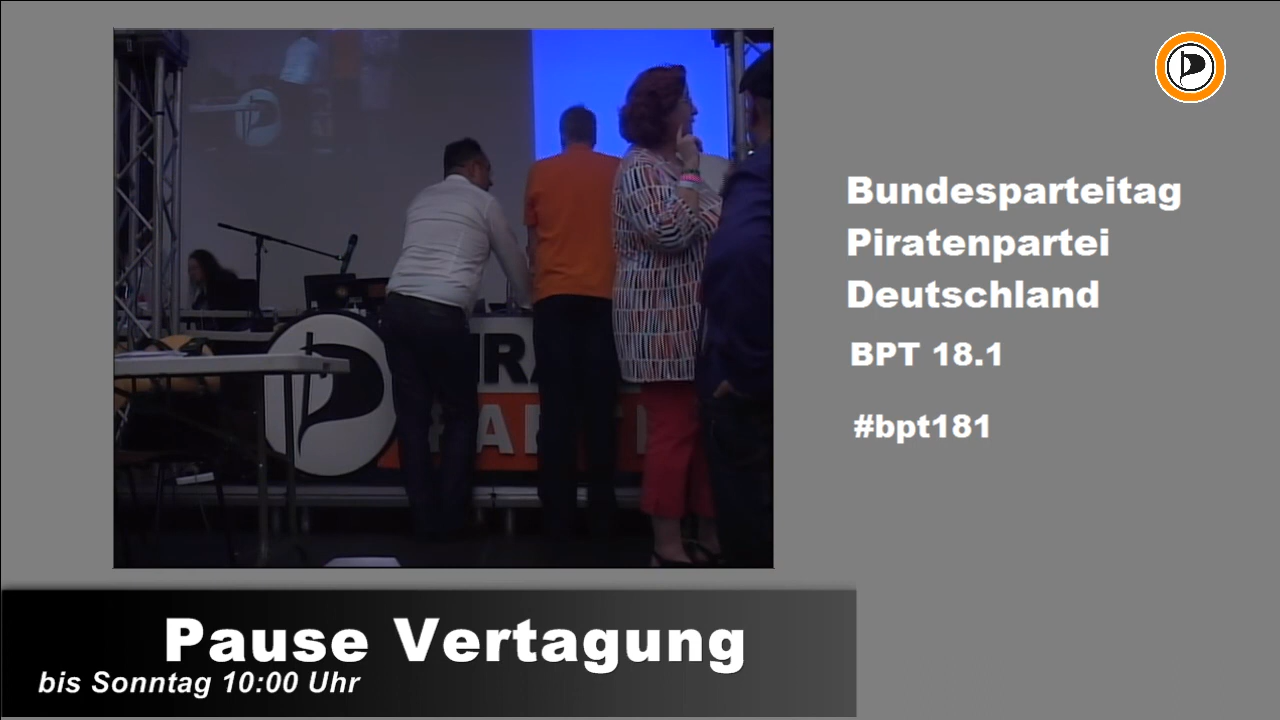 Bundesparteitag
Piratenpartei
Deutschland
BPT 18.1
#bpt181
Pause Vertagung
bis Sonntag 10:00 Uhr